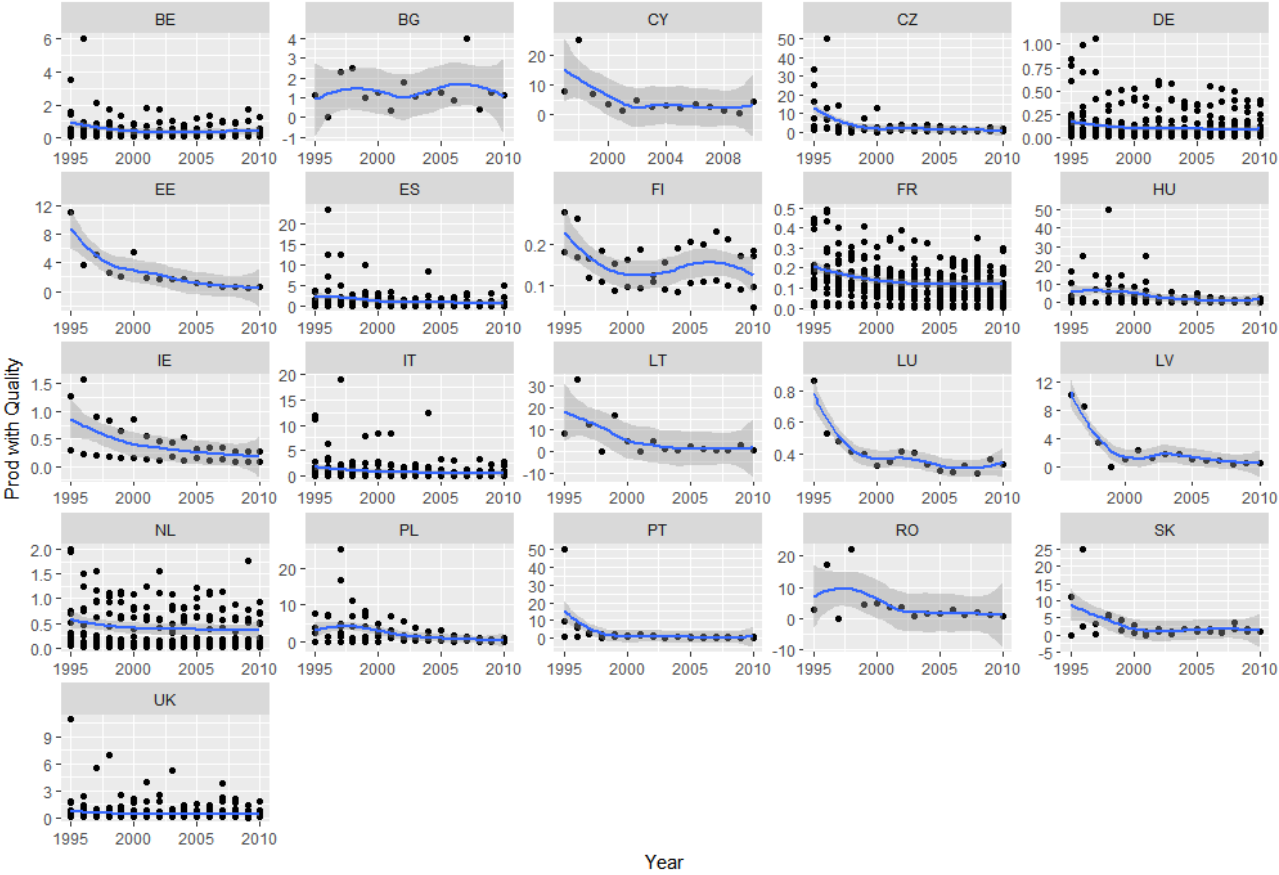 BE BG CY CZ DE
6 4 2 0
4 3 2 1 0 -1
20 10 0
50 40 30 20 10 0
1.00 0.75 0.50 0.25 0.00
1995 2000 2005 2010 1995 2000 2005 2010 2000 2004 2008 1995 2000 2005 2010 1995 2000 2005 2010
EE ES FI FR HU
12 8 4 0
20 15 10 5 0
0.2 0.1
0.5 0.4 0.3 0.2 0.1 0.0
50 40 30 20 10 0
1995 2000 2005 2010 1995 2000 2005 2010 1995 2000 2005 2010 1995 2000 2005 2010 1995 2000 2005 2010
IE IT LT LU LV
1.5 1.0 0.5 0.0
20 15 10 5 0
30 20 10 0 -10
0.8 0.6 0.4
12 8 4 0
1995 2000 2005 2010 1995 2000 2005 2010 1995 2000 2005 2010 1995 2000 2005 2010 2000 2005 2010
Prod with Quality
NL PL PT RO SK
2.0 1.5 1.0 0.5 0.0
20 10 0
50 40 30 20 10 0
20 10 0 -10
25 20 15 10 5 0 -5
1995 2000 2005 2010 1995 2000 2005 2010 1995 2000 2005 2010 1995 2000 2005 2010 1995 2000 2005 2010
UK
9 6 3 0
1995 2000 2005 2010
Year